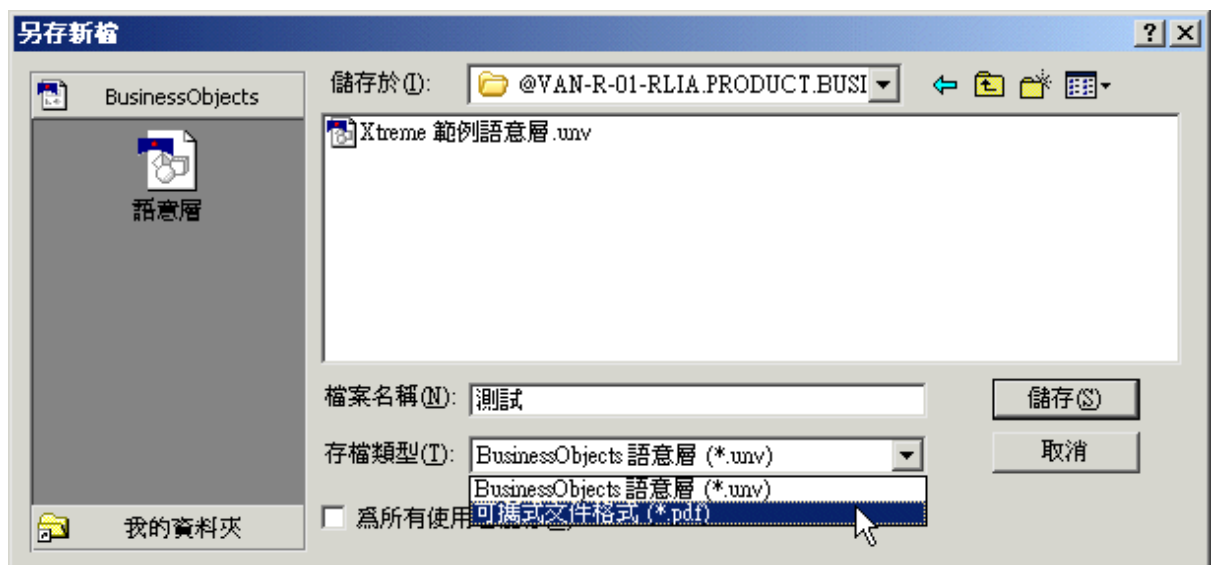 另存新檔
BusinessObjects
語意層
我的資料夾
儲存於(I):
@VAN-R-01-RLIA.PRODUCT.BUSI
Xtreme 範例語意層.unv
檔案名稱(N): 測試
儲存(S)
存檔類型(T): BusinessObjects 語意層 (*.unv)
取消
BusinessObjects 語意層 (*.unv)
可攜式文件格式 (*.pdf)
爲所有使用